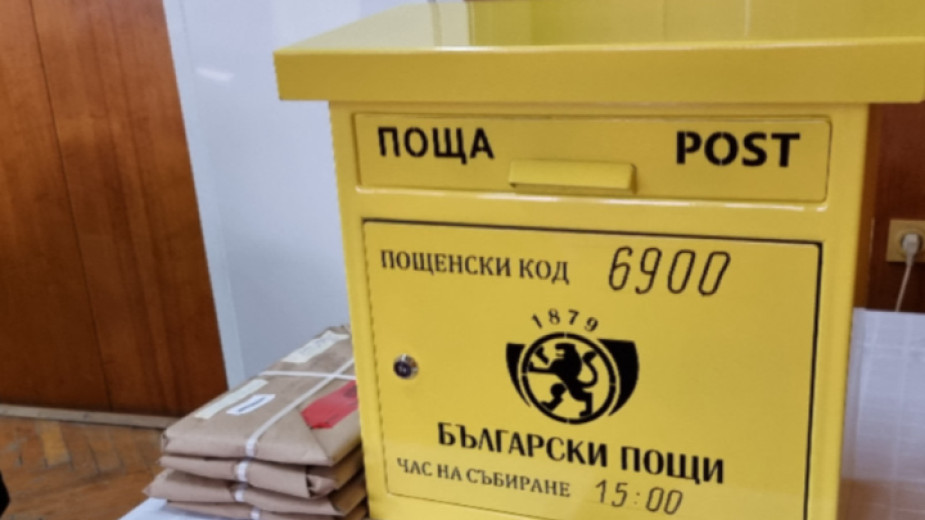 ПОЩА POST
ПОЩЕНСКИ КОД 6900
1879
БЪЛГАРСКИ ПОЩИ
ЧАС НА СЪБИРАНЕ 15:00